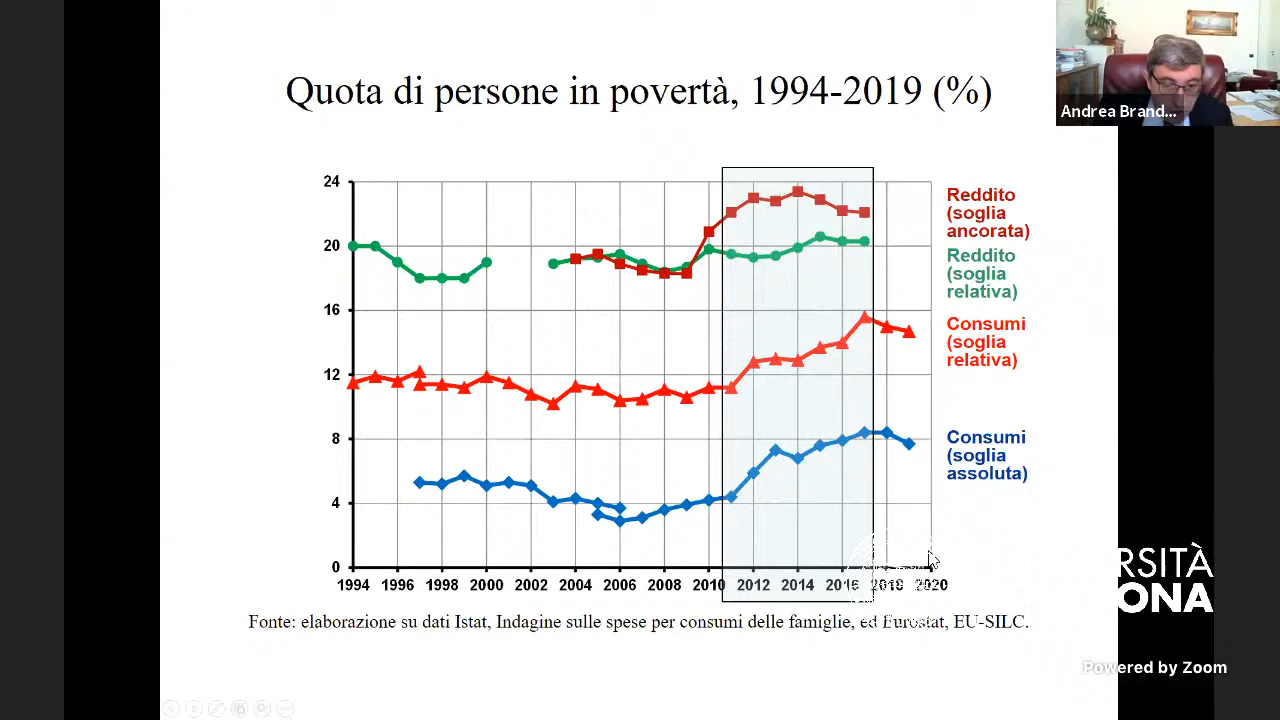 Quota di persone in povertà, 1994-2019 (%)
Andrea Brand...
24
20
16
12
8
4
0
1994 1996 1998 2000 2002 2004 2006 2008 2010 2012 2014 2016 2018 2020
Reddito
(soglia
ancorata)
Reddito
(soglia
relativa)
Consumi
(soglia
relativa)
Consumi
(soglia
assoluta)
Fonte: elaborazione su dati Istat, Indagine sulle spese per consumi delle famiglie, ed Eurostat, EU-SILC.
ERSITÀ
ONA
Powered by Zoom